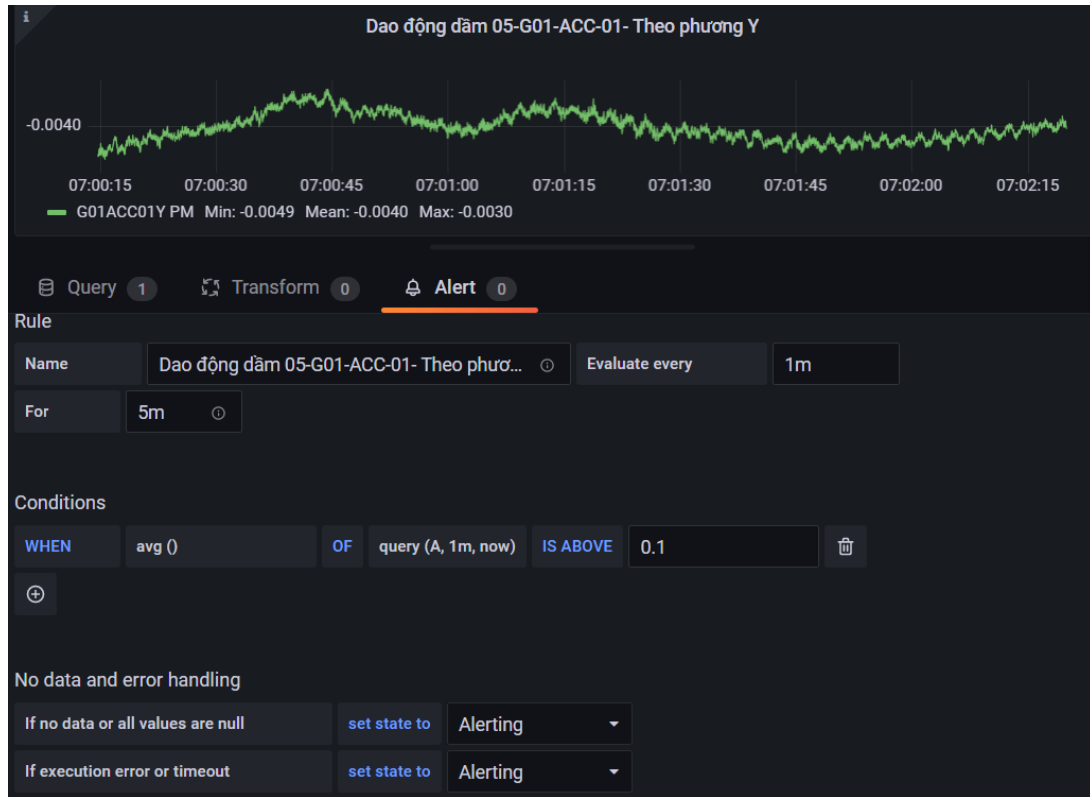 i
Dao động dầm 05-G01-ACC-01- Theo phương Y
-0.0040
07:00:15 07:00:30 07:00:45 07:01:00 07:01:15 07:01:30 07:01:45 07:02:00 07:02:15
G01ACC01Y PM Min: -0.0049 Mean: -0.0040 Max: -0.0030
Query 1 Transform 0 Alert 0
Rule
Name Dao động dầm 05-G01-ACC-01- Theo phươ... Evaluate every 1m
For 5m
Conditions
WHEN avg () OF query (A, 1m, now) IS ABOVE 0.1
No data and error handling
If no data or all values are null set state to Alerting
If execution error or timeout set state to Alerting